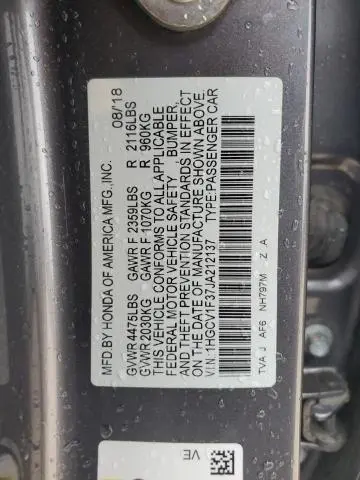 MFD. BY HONDA OF AMERICA MFG., INC. 08/'18
GVWR 4475LBS GAWR F 2359LBS R 2116LBS
GVWR 2030KG GAWR F 1070KG R 960KG
THIS VEHICLE CONFORMS TO ALL APPLICABLE
FEDERAL MOTOR VEHICLE SAFETY BUMPER,
AND THEFT PREVENTION STANDARDS IN EFFECT
ON THE DATE OF MANUFACTURE SHOWN ABOVE.
V.I.N.: 1HGCV1F37JA212137 TYPE:PASSENGER CAR
TVA J AF6 NH797M Z A
VE